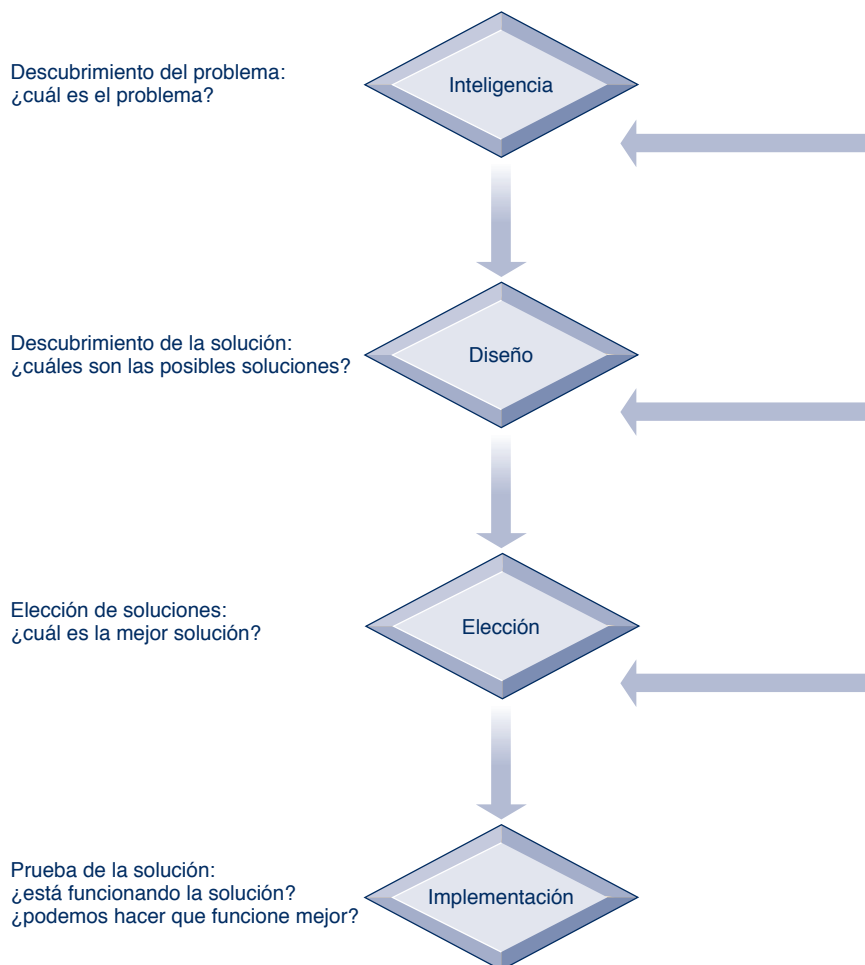 Descubrimiento del problema:
¿cuál es el problema?
Inteligencia
Descubrimiento de la solución:
¿cuáles son las posibles soluciones?
Diseño
Elección de soluciones:
¿cuál es la mejor solución?
Elección
Prueba de la solución:
¿está funcionando la solución?
¿podemos hacer que funcione mejor?
Implementación